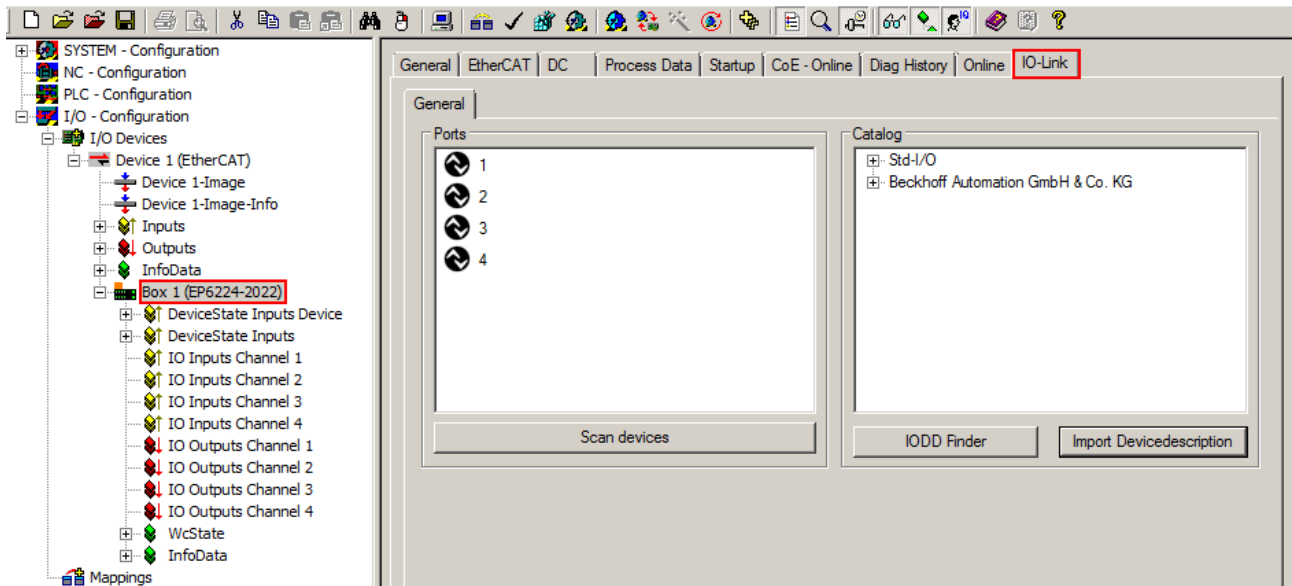 SYSTEM - Configuration
NC - Configuration
PLC - Configuration
I/O - Configuration
I/O Devices
Device 1 (EtherCAT)
Device 1-Image
Device 1-Image-Info
Inputs
Outputs
InfoData
Box 1 (EP6224-2022)
DeviceState Inputs Device
DeviceState Inputs
IO Inputs Channel 1
IO Inputs Channel 2
IO Inputs Channel 3
IO Inputs Channel 4
IO Outputs Channel 1
IO Outputs Channel 2
IO Outputs Channel 3
IO Outputs Channel 4
WcState
InfoData
Mappings
General EtherCAT DC Process Data Startup CoE - Online Diag History Online IO-Link
General
Ports
1
2
3
4
Scan devices
Catalog
Std-I/O
Beckhoff Automation GmbH & Co. KG
IODD Finder Import Devicedescription